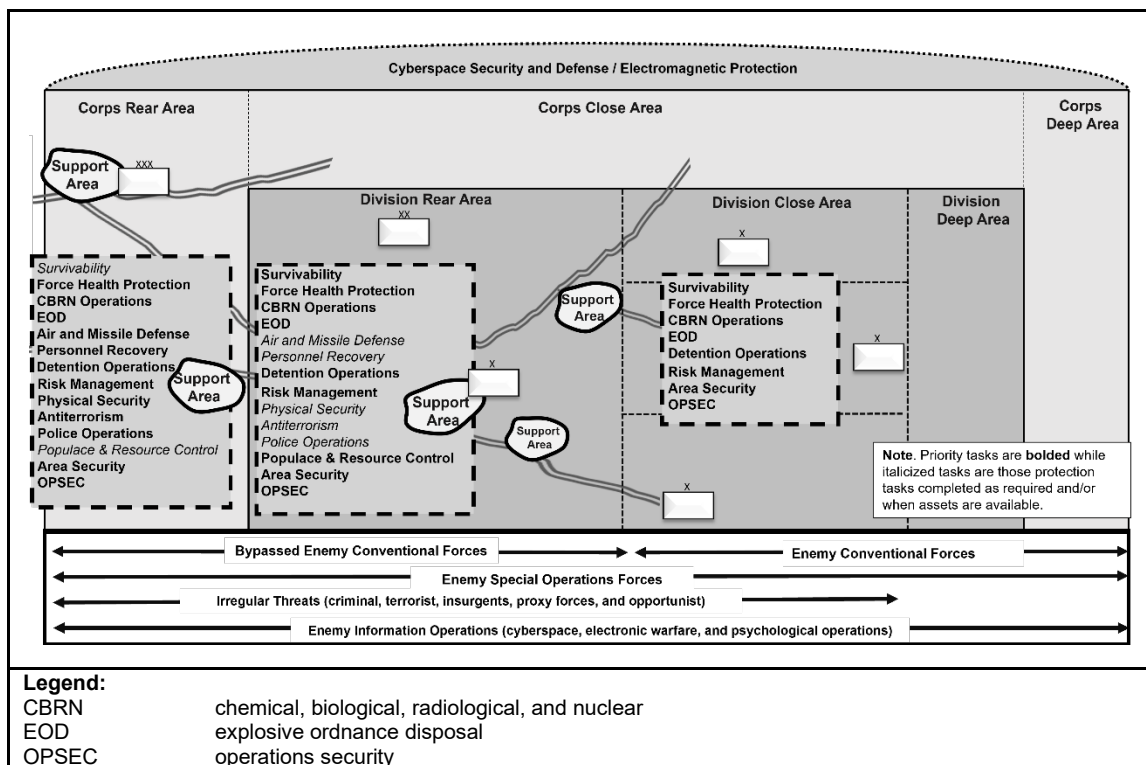 Cyberspace Security and Defense / Electromagnetic Protection
Corps Rear Area
Corps Close Area
Corps
Deep Area
Support
Area
XXX
Division Rear Area
XX
Division Close Area
X
Division
Deep Area
Survivability
Force Health Protection
CBRN Operations
EOD
Air and Missile Defense
Personnel Recovery
Detention Operations
Risk Management
Physical Security
Antiterrorism
Police Operations
Populace & Resource Control
Area Security
OPSEC
Support
Area
Survivability
Force Health Protection
CBRN Operations
EOD
Air and Missile Defense
Personnel Recovery
Detention Operations
Risk Management
Physical Security
Antiterrorism
Police Operations
Populace & Resource Control
Area Security
OPSEC
X
Support
Area
Support
Area
Support
Area
Survivability
Force Health Protection
CBRN Operations
EOD
Detention Operations
Risk Management
Area Security
OPSEC
X
X
Note. Priority tasks are bolded while
italicized tasks are those protection
tasks completed as required and/or
when assets are available.
Bypassed Enemy Conventional Forces
Enemy Conventional Forces
Enemy Special Operations Forces
Irregular Threats (criminal, terrorist, insurgents, proxy forces, and opportunist)
Enemy Information Operations (cyberspace, electronic warfare, and psychological operations)
Legend:
CBRN chemical, biological, radiological, and nuclear
EOD explosive ordnance disposal
OPSEC operations security